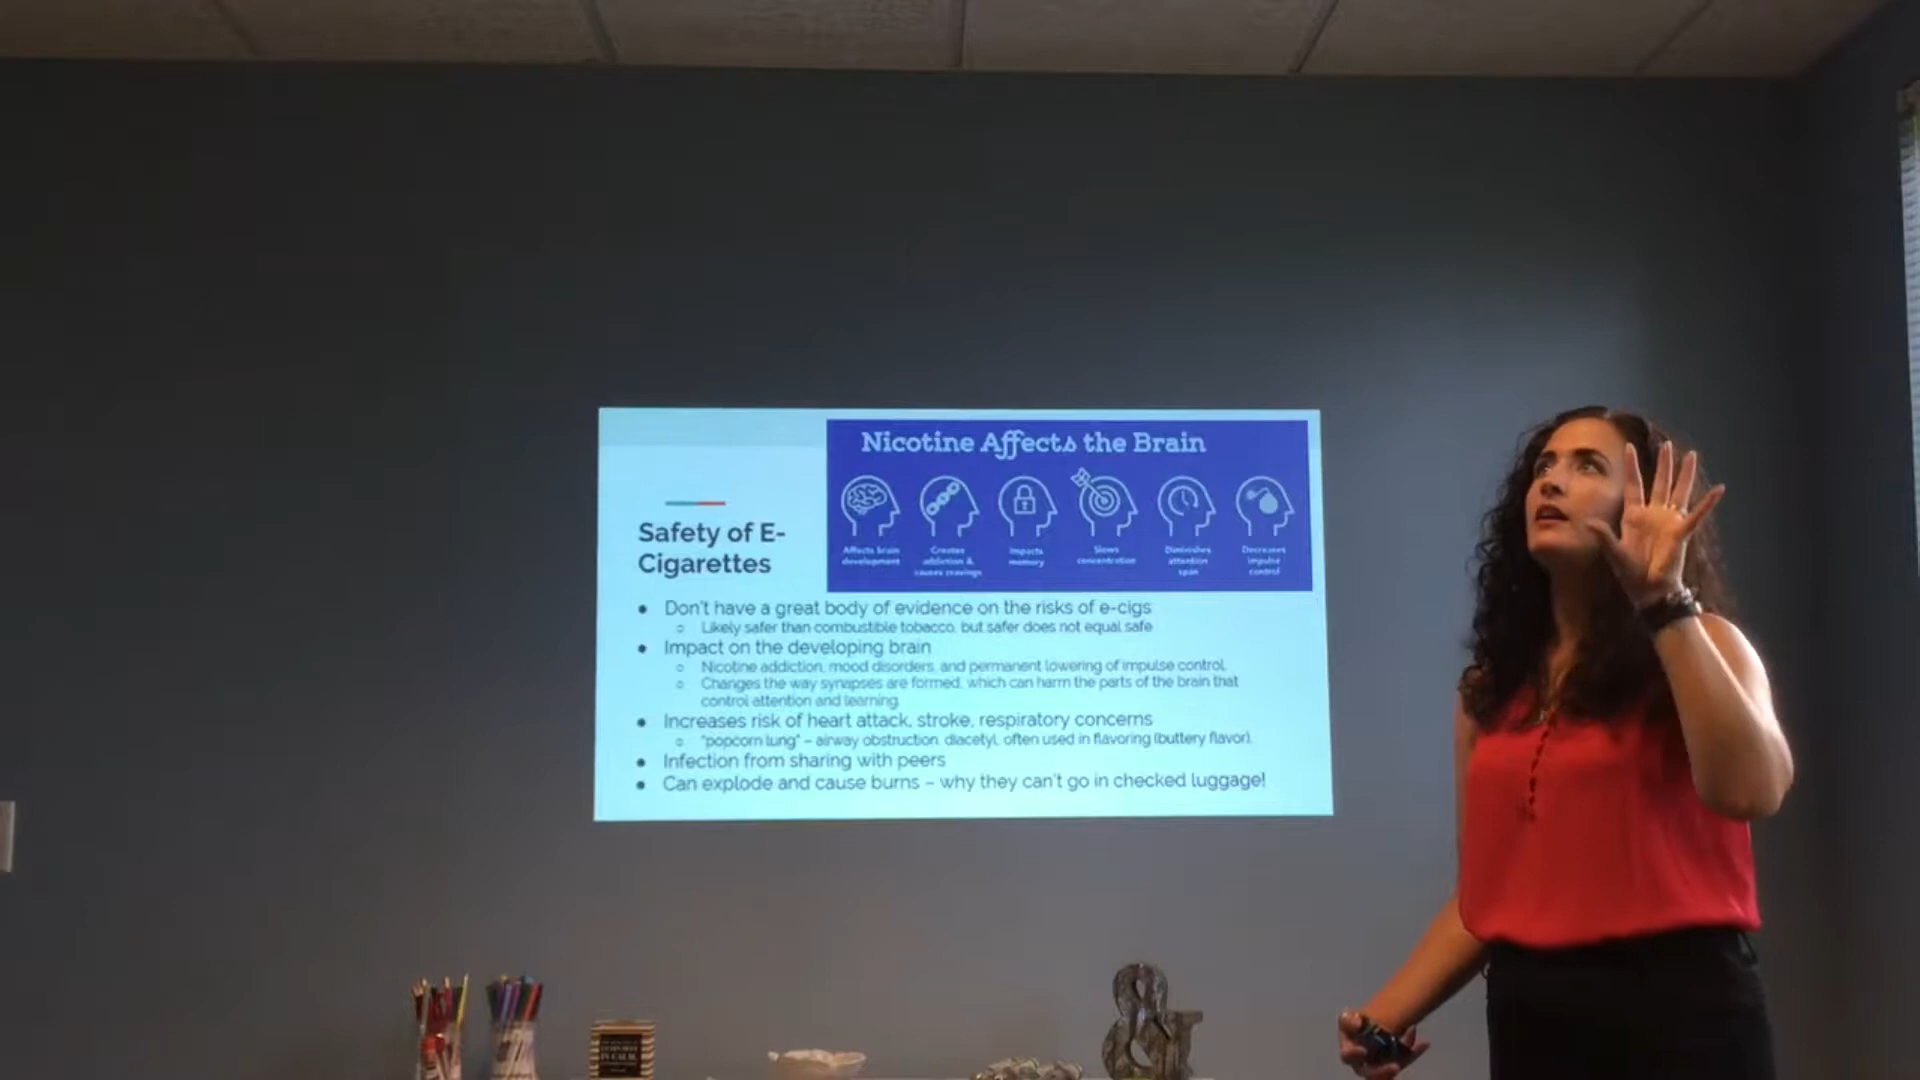 Nicotine Affects the Brain
Affects brain
development
Creates
addiction &
causes cravings
Impacts
memory
Slows
concentration
Diminishes
attention
span
Decreases
impulse
control
Safety of E-
Cigarettes
● Don't have a great body of evidence on the risks of e-cigs
○ Likely safer than combustible tobacco, but safer does not equal safe
● Impact on the developing brain
○ Nicotine addiction, mood disorders, and permanent lowering of impulse control.
○ Changes the way synapses are formed, which can harm the parts of the brain that
control attention and learning.
● Increases risk of heart attack, stroke, respiratory concerns
○ "popcorn lung" – airway obstruction, diacetyl, often used in flavoring (buttery flavor).
● Infection from sharing with peers
● Can explode and cause burns – why they can't go in checked luggage!
&